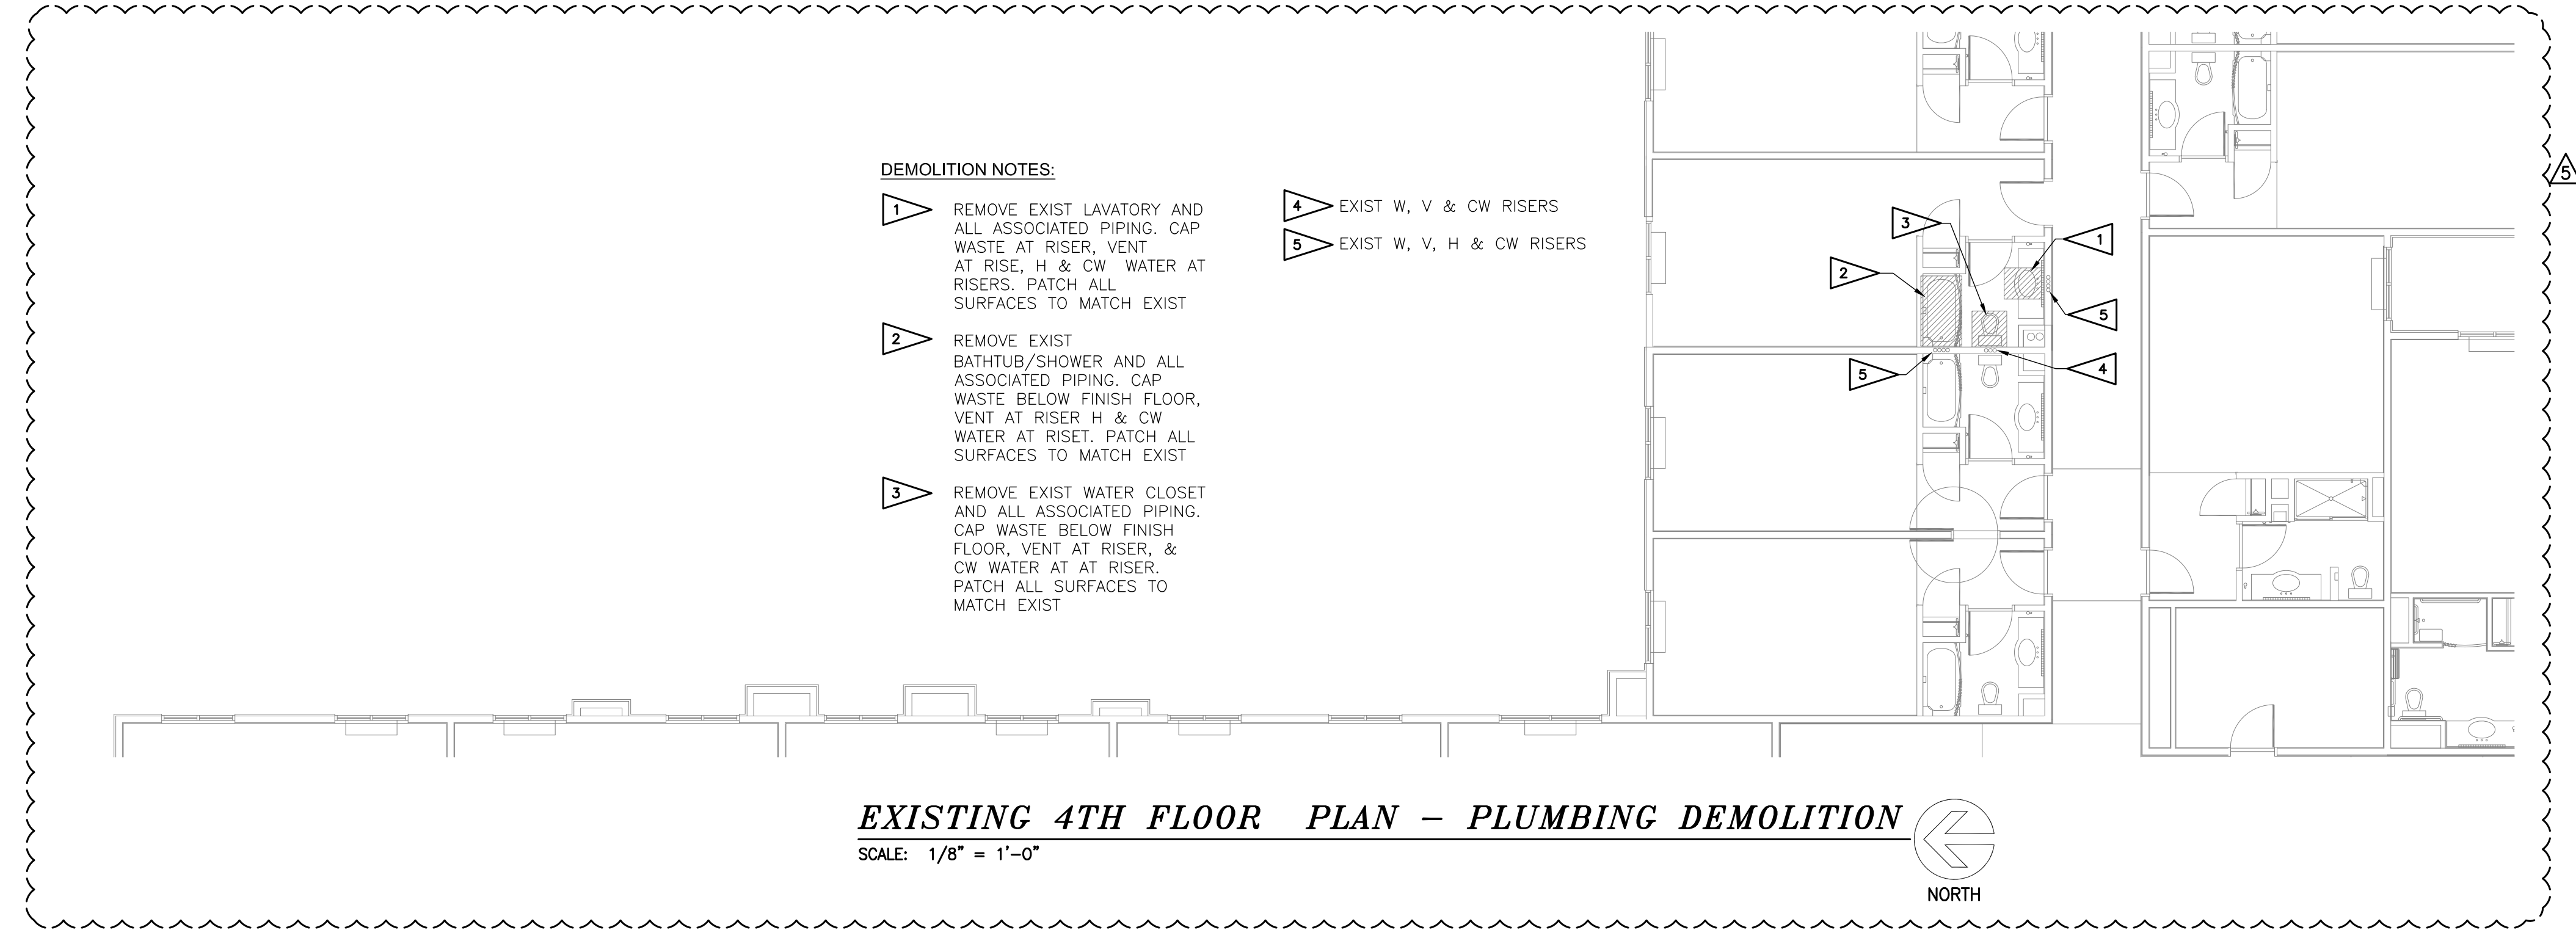 DEMOLITION NOTES:
1
REMOVE EXIST LAVATORY AND
ALL ASSOCIATED PIPING. CAP
WASTE AT RISER, VENT
AT RISE, H & CW WATER AT
RISERS. PATCH ALL
SURFACES TO MATCH EXIST
2
REMOVE EXIST
BATHTUB/SHOWER AND ALL
ASSOCIATED PIPING. CAP
WASTE BELOW FINISH FLOOR,
VENT AT RISER H & CW
WATER AT RISET. PATCH ALL
SURFACES TO MATCH EXIST
3
REMOVE EXIST WATER CLOSET
AND ALL ASSOCIATED PIPING.
CAP WASTE BELOW FINISH
FLOOR, VENT AT RISER, &
CW WATER AT AT RISER.
PATCH ALL SURFACES TO
MATCH EXIST
4 EXIST W, V & CW RISERS
5 EXIST W, V, H & CW RISERS
3
1
2
5
5
4
5
EXISTING 4TH FLOOR PLAN – PLUMBING DEMOLITION
SCALE: 1/8" = 1'–0"
NORTH